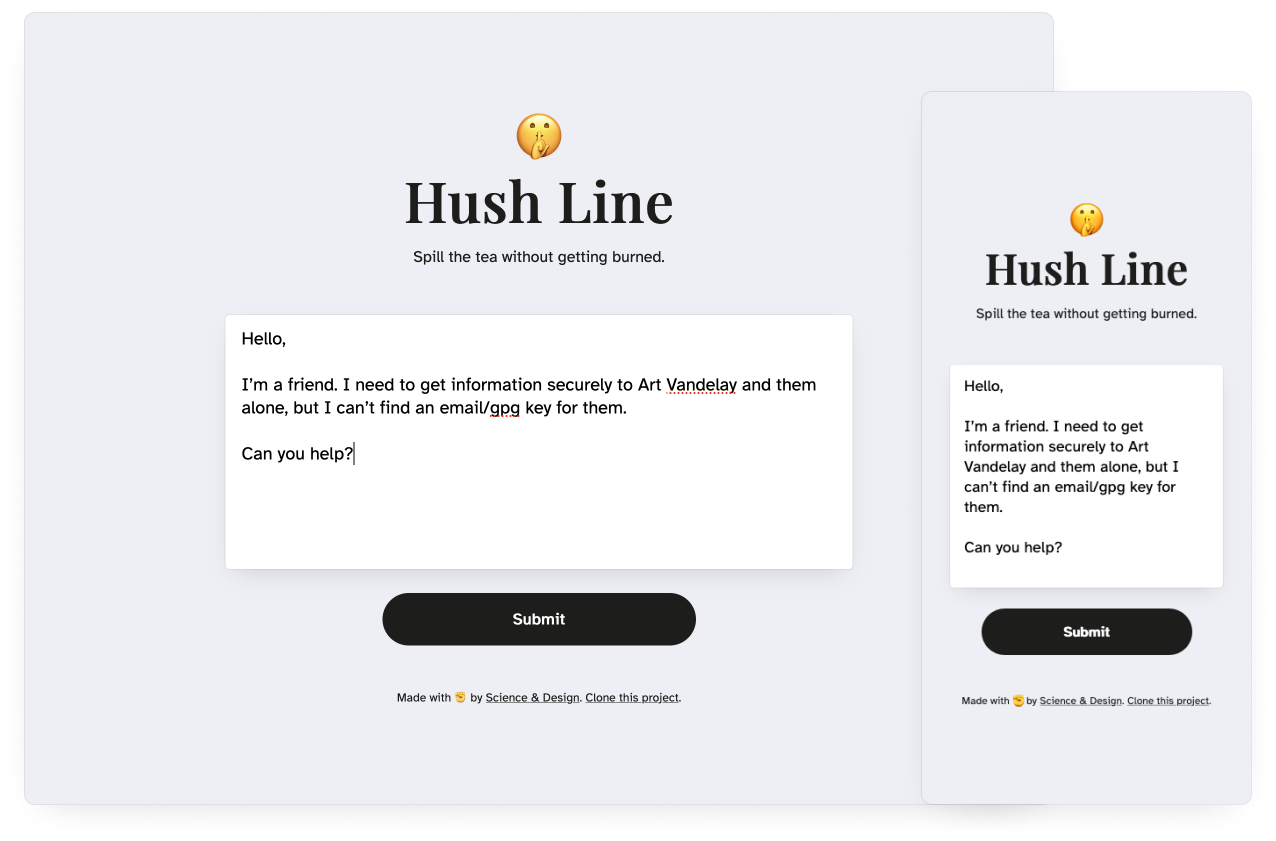 Hush Line
Spill the tea without getting burned.
Hello,
I’m a friend. I need to get information securely to Art Vandelay and them
alone, but I can’t find an email/gpg key for them.
Can you help?
Submit
Made with ✊ by Science & Design. Clone this project.
Hush Line
Spill the tea without getting burned.
Hello,
I’m a friend. I need to get
information securely to Art
Vandelay and them alone, but I
can’t find an email/gpg key for
them.
Can you help?
Submit
Made with ✊ by Science & Design. Clone this project.